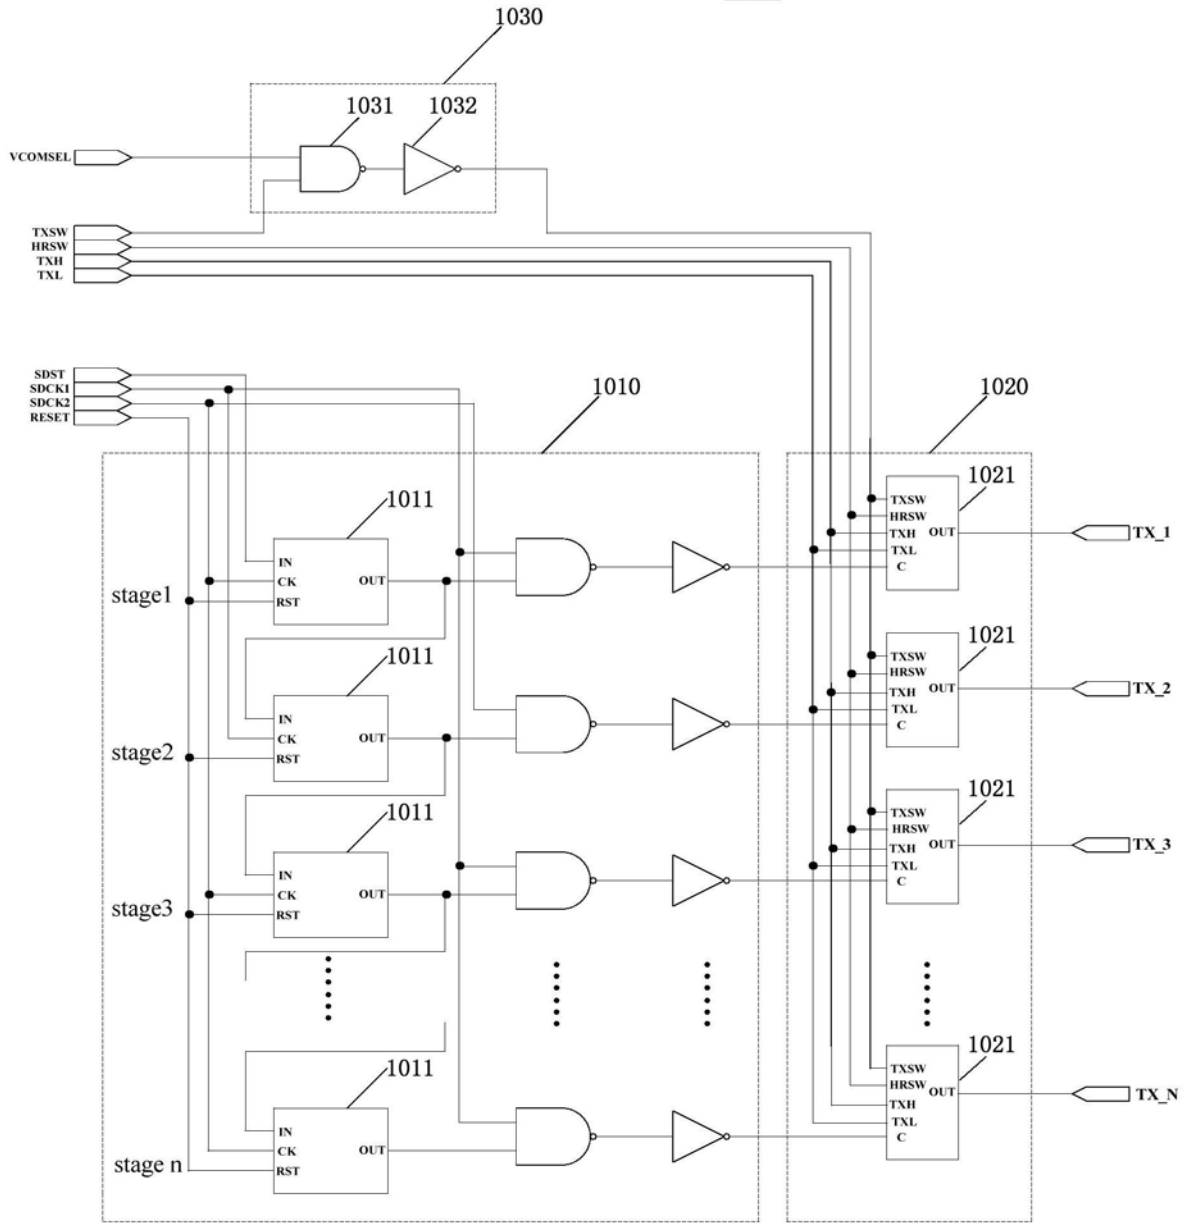 1030
1031
1032
VCOMSEL
TXSW
HRSW
TXH
TXL
SDST
SDCK1
SDCK2
RESET
1010
1020
1011
IN
CK
RST
OUT
stage1
1021
TXSW
HRSW
TXH
TXL
C
OUT
TX_1
1011
IN
CK
RST
OUT
stage2
1021
TXSW
HRSW
TXH
TXL
C
OUT
TX_2
1011
IN
CK
RST
OUT
stage3
1021
TXSW
HRSW
TXH
TXL
C
OUT
TX_3
1011
IN
CK
RST
OUT
stage n
1021
TXSW
HRSW
TXH
TXL
C
OUT
TX_N